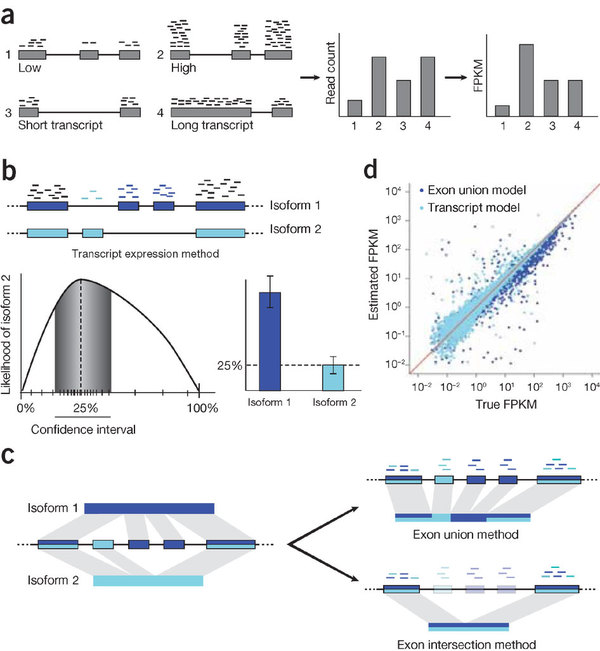 a
1
Low
2
High
3
Short transcript
4
Long transcript
Read count
1 2 3 4
FPKM
1 2 3 4
b
Isoform 1
Isoform 2
Transcript expression method
Likelihood of isoform 2
0%
25%
100%
Confidence interval
25%
Isoform 1
Isoform 2
d
Exon union model
Transcript model
Estimated FPKM
10⁴
10³
10²
10¹
10⁰
10⁻¹
10⁻²
10⁻² 10⁻¹ 10⁰ 10¹ 10² 10³ 10⁴
True FPKM
c
Isoform 1
Isoform 2
Exon union method
Exon intersection method